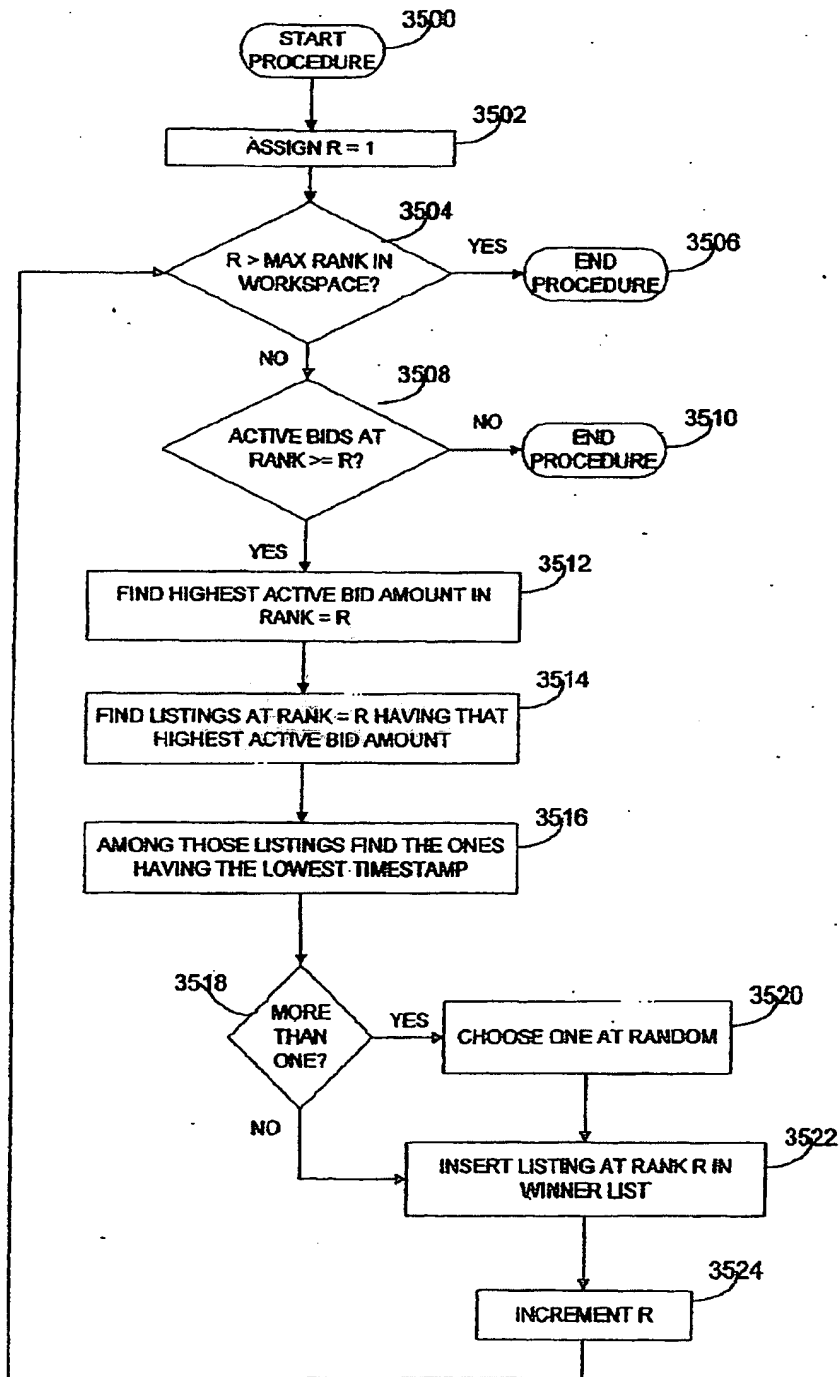 3500
START
PROCEDURE
3502
ASSIGN R = 1
3504
R > MAX RANK IN
WORKSPACE?
YES
3506
END
PROCEDURE
NO
3508
ACTIVE BIDS AT
RANK >= R?
NO
3510
END
PROCEDURE
YES
3512
FIND HIGHEST ACTIVE BID AMOUNT IN
RANK = R
3514
FIND LISTINGS AT RANK = R HAVING THAT
HIGHEST ACTIVE BID AMOUNT
3516
AMONG THOSE LISTINGS FIND THE ONES
HAVING THE LOWEST TIMESTAMP
3518
MORE
THAN
ONE?
YES
3520
CHOOSE ONE AT RANDOM
NO
3522
INSERT LISTING AT RANK R IN
WINNER LIST
3524
INCREMENT R